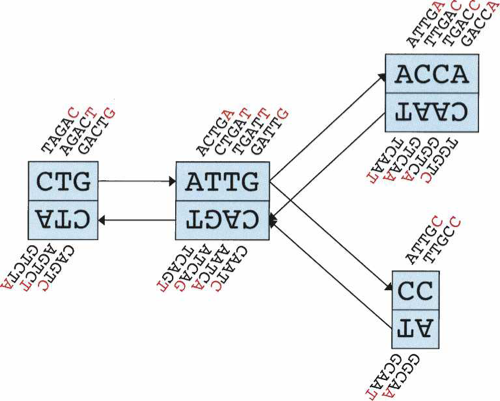 ATTGA
TTGAC
TGACC
GACCA
ACCA
CAAT
TCAAT
GTCAA
GGTCA
TGGTC
TAGAC
AGACT
GACTG
CTG
CTA
GTCTA
AGTCT
CAGTC
ACTGA
CTGAT
TGATT
GATTG
ATTG
CAGT
TCAGT
ATCAG
AATCA
CAATC
ATTGC
TTGCC
CC
AT
GCAAT
GGCAA